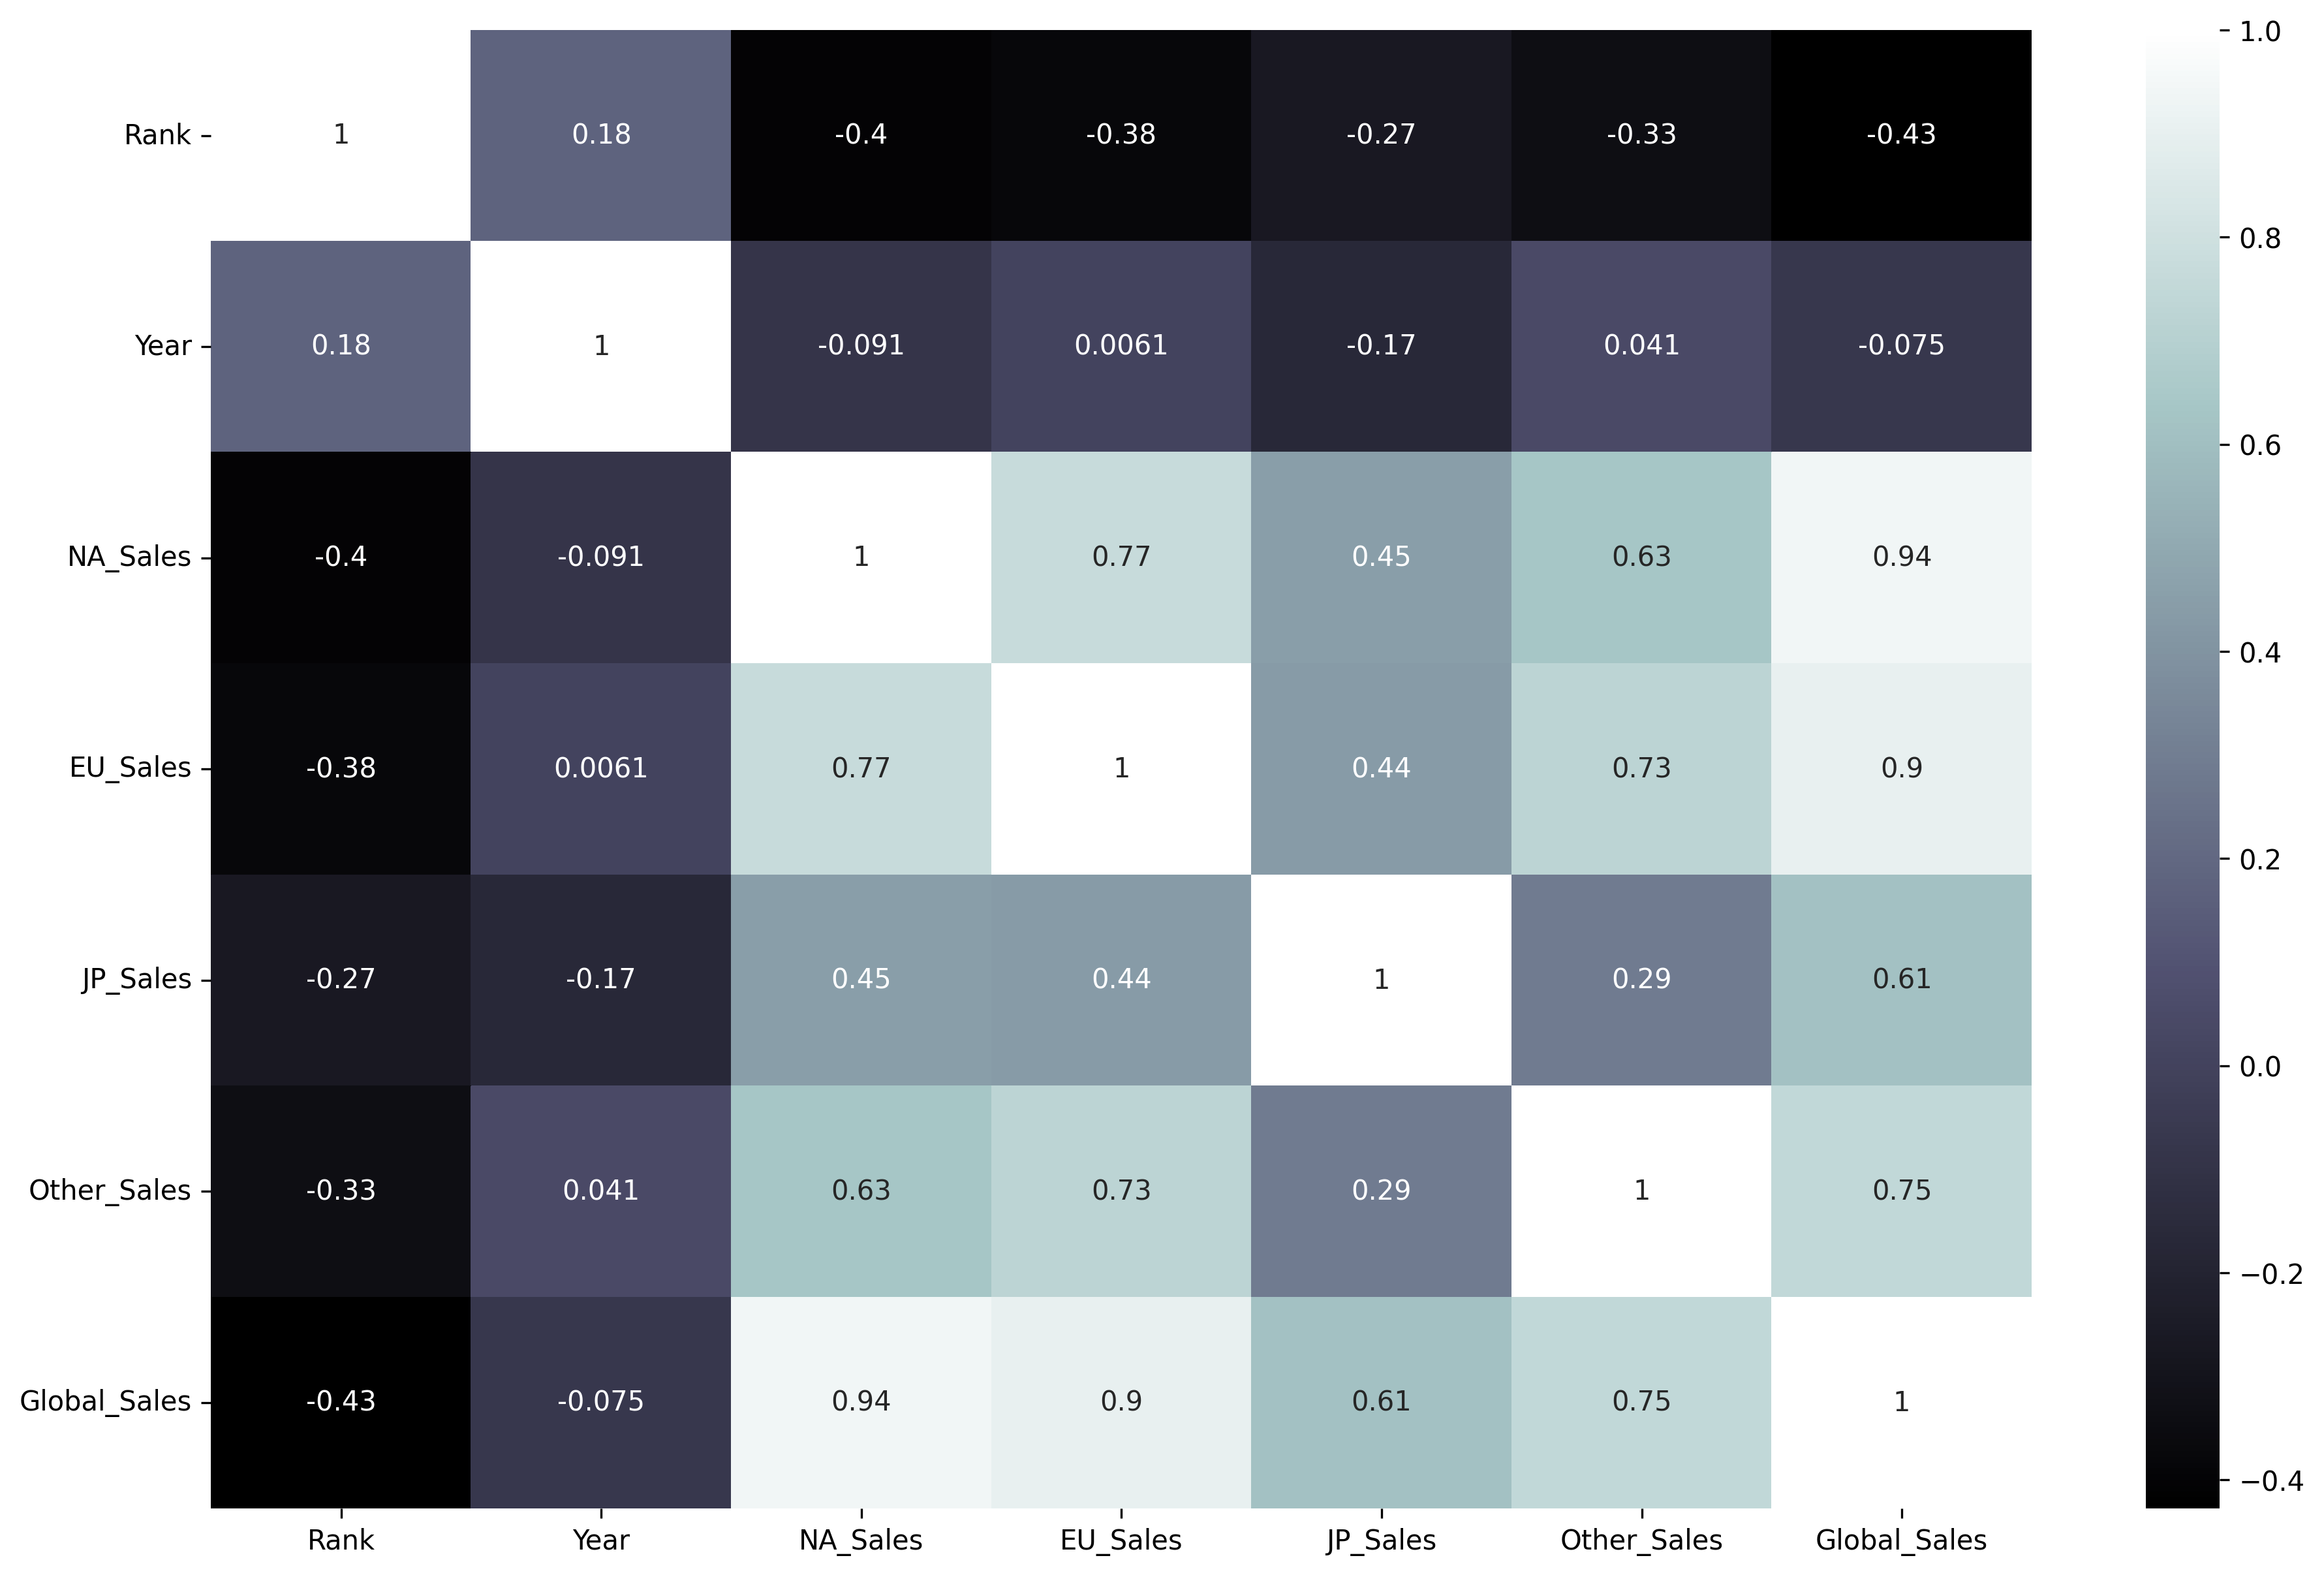 Rank 1 0.18 -0.4 -0.38 -0.27 -0.33 -0.43
Year 0.18 1 -0.091 0.0061 -0.17 0.041 -0.075
NA_Sales -0.4 -0.091 1 0.77 0.45 0.63 0.94
EU_Sales -0.38 0.0061 0.77 1 0.44 0.73 0.9
JP_Sales -0.27 -0.17 0.45 0.44 1 0.29 0.61
Other_Sales -0.33 0.041 0.63 0.73 0.29 1 0.75
Global_Sales -0.43 -0.075 0.94 0.9 0.61 0.75 1
Rank Year NA_Sales EU_Sales JP_Sales Other_Sales Global_Sales
1.0
0.8
0.6
0.4
0.2
0.0
−0.2
−0.4